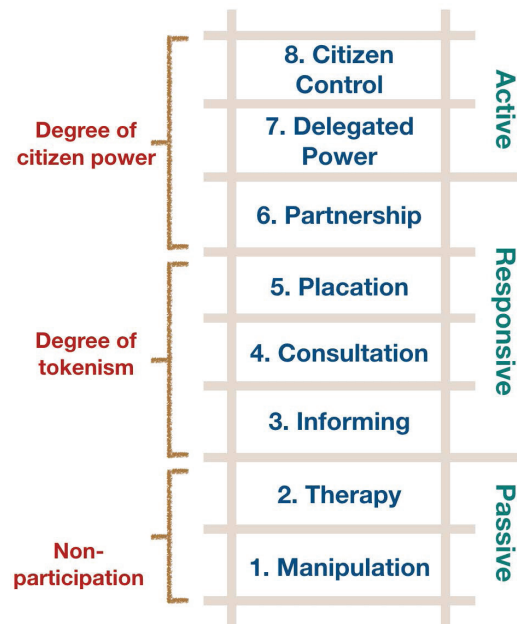 8. Citizen
Control
7. Delegated
Power
6. Partnership
5. Placation
4. Consultation
3. Informing
2. Therapy
1. Manipulation
Degree of
citizen power
Degree of
tokenism
Non-
participation
Active
Responsive
Passive